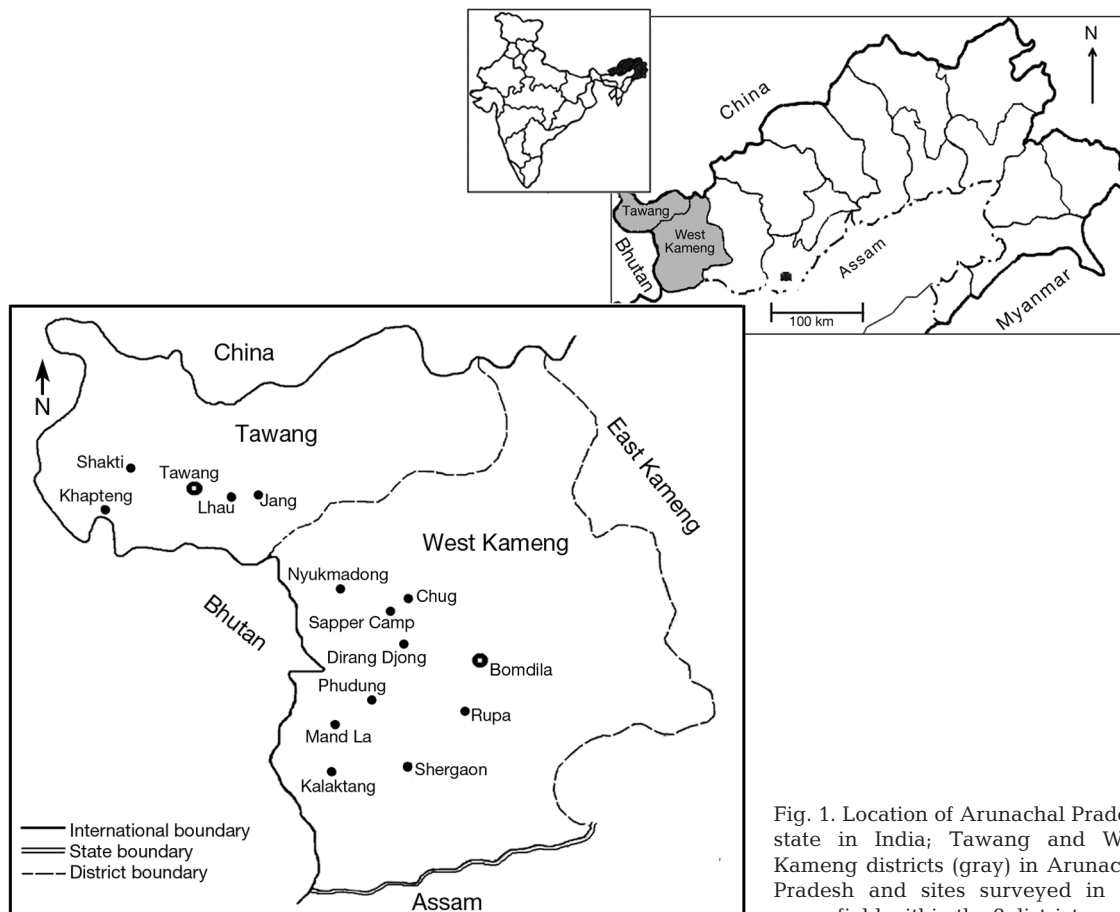 N
China
Tawang
West
Kameng
Bhutan
Assam
Myanmar
100 km
China
N
Tawang
East Kameng
Shakti
Tawang
Khapteng
Lhau
Jang
West Kameng
Nyukmadong
Chug
Bhutan
Sapper Camp
Dirang Djong
Bomdila
Phudung
Rupa
Mand La
Shergaon
Kalaktang
International boundary
State boundary
District boundary
Assam
Fig. 1. Location of Arunachal Prade
state in India; Tawang and W
Kameng districts (gray) in Arunac
Pradesh and sites surveyed in